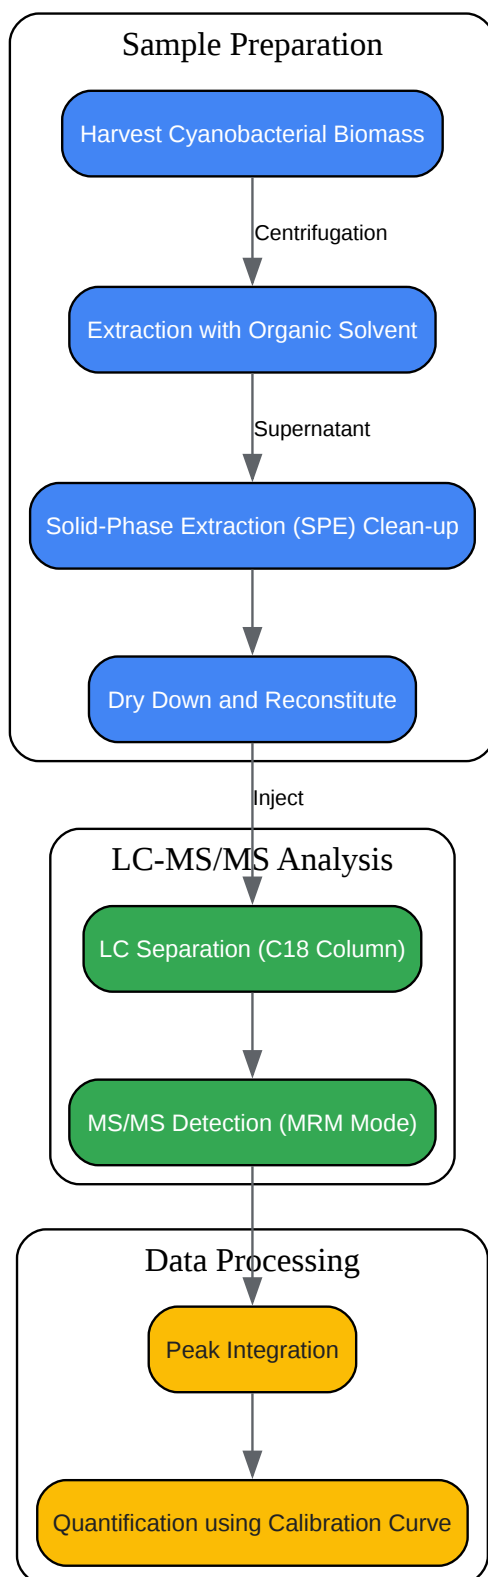 Sample Preparation
Harvest Cyanobacterial Biomass
Centrifugation
Extraction with Organic Solvent
Supernatant
Solid-Phase Extraction (SPE) Clean-up
Dry Down and Reconstitute
Inject
LC-MS/MS Analysis
LC Separation (C18 Column)
MS/MS Detection (MRM Mode)
Data Processing
Peak Integration
Quantification using Calibration Curve